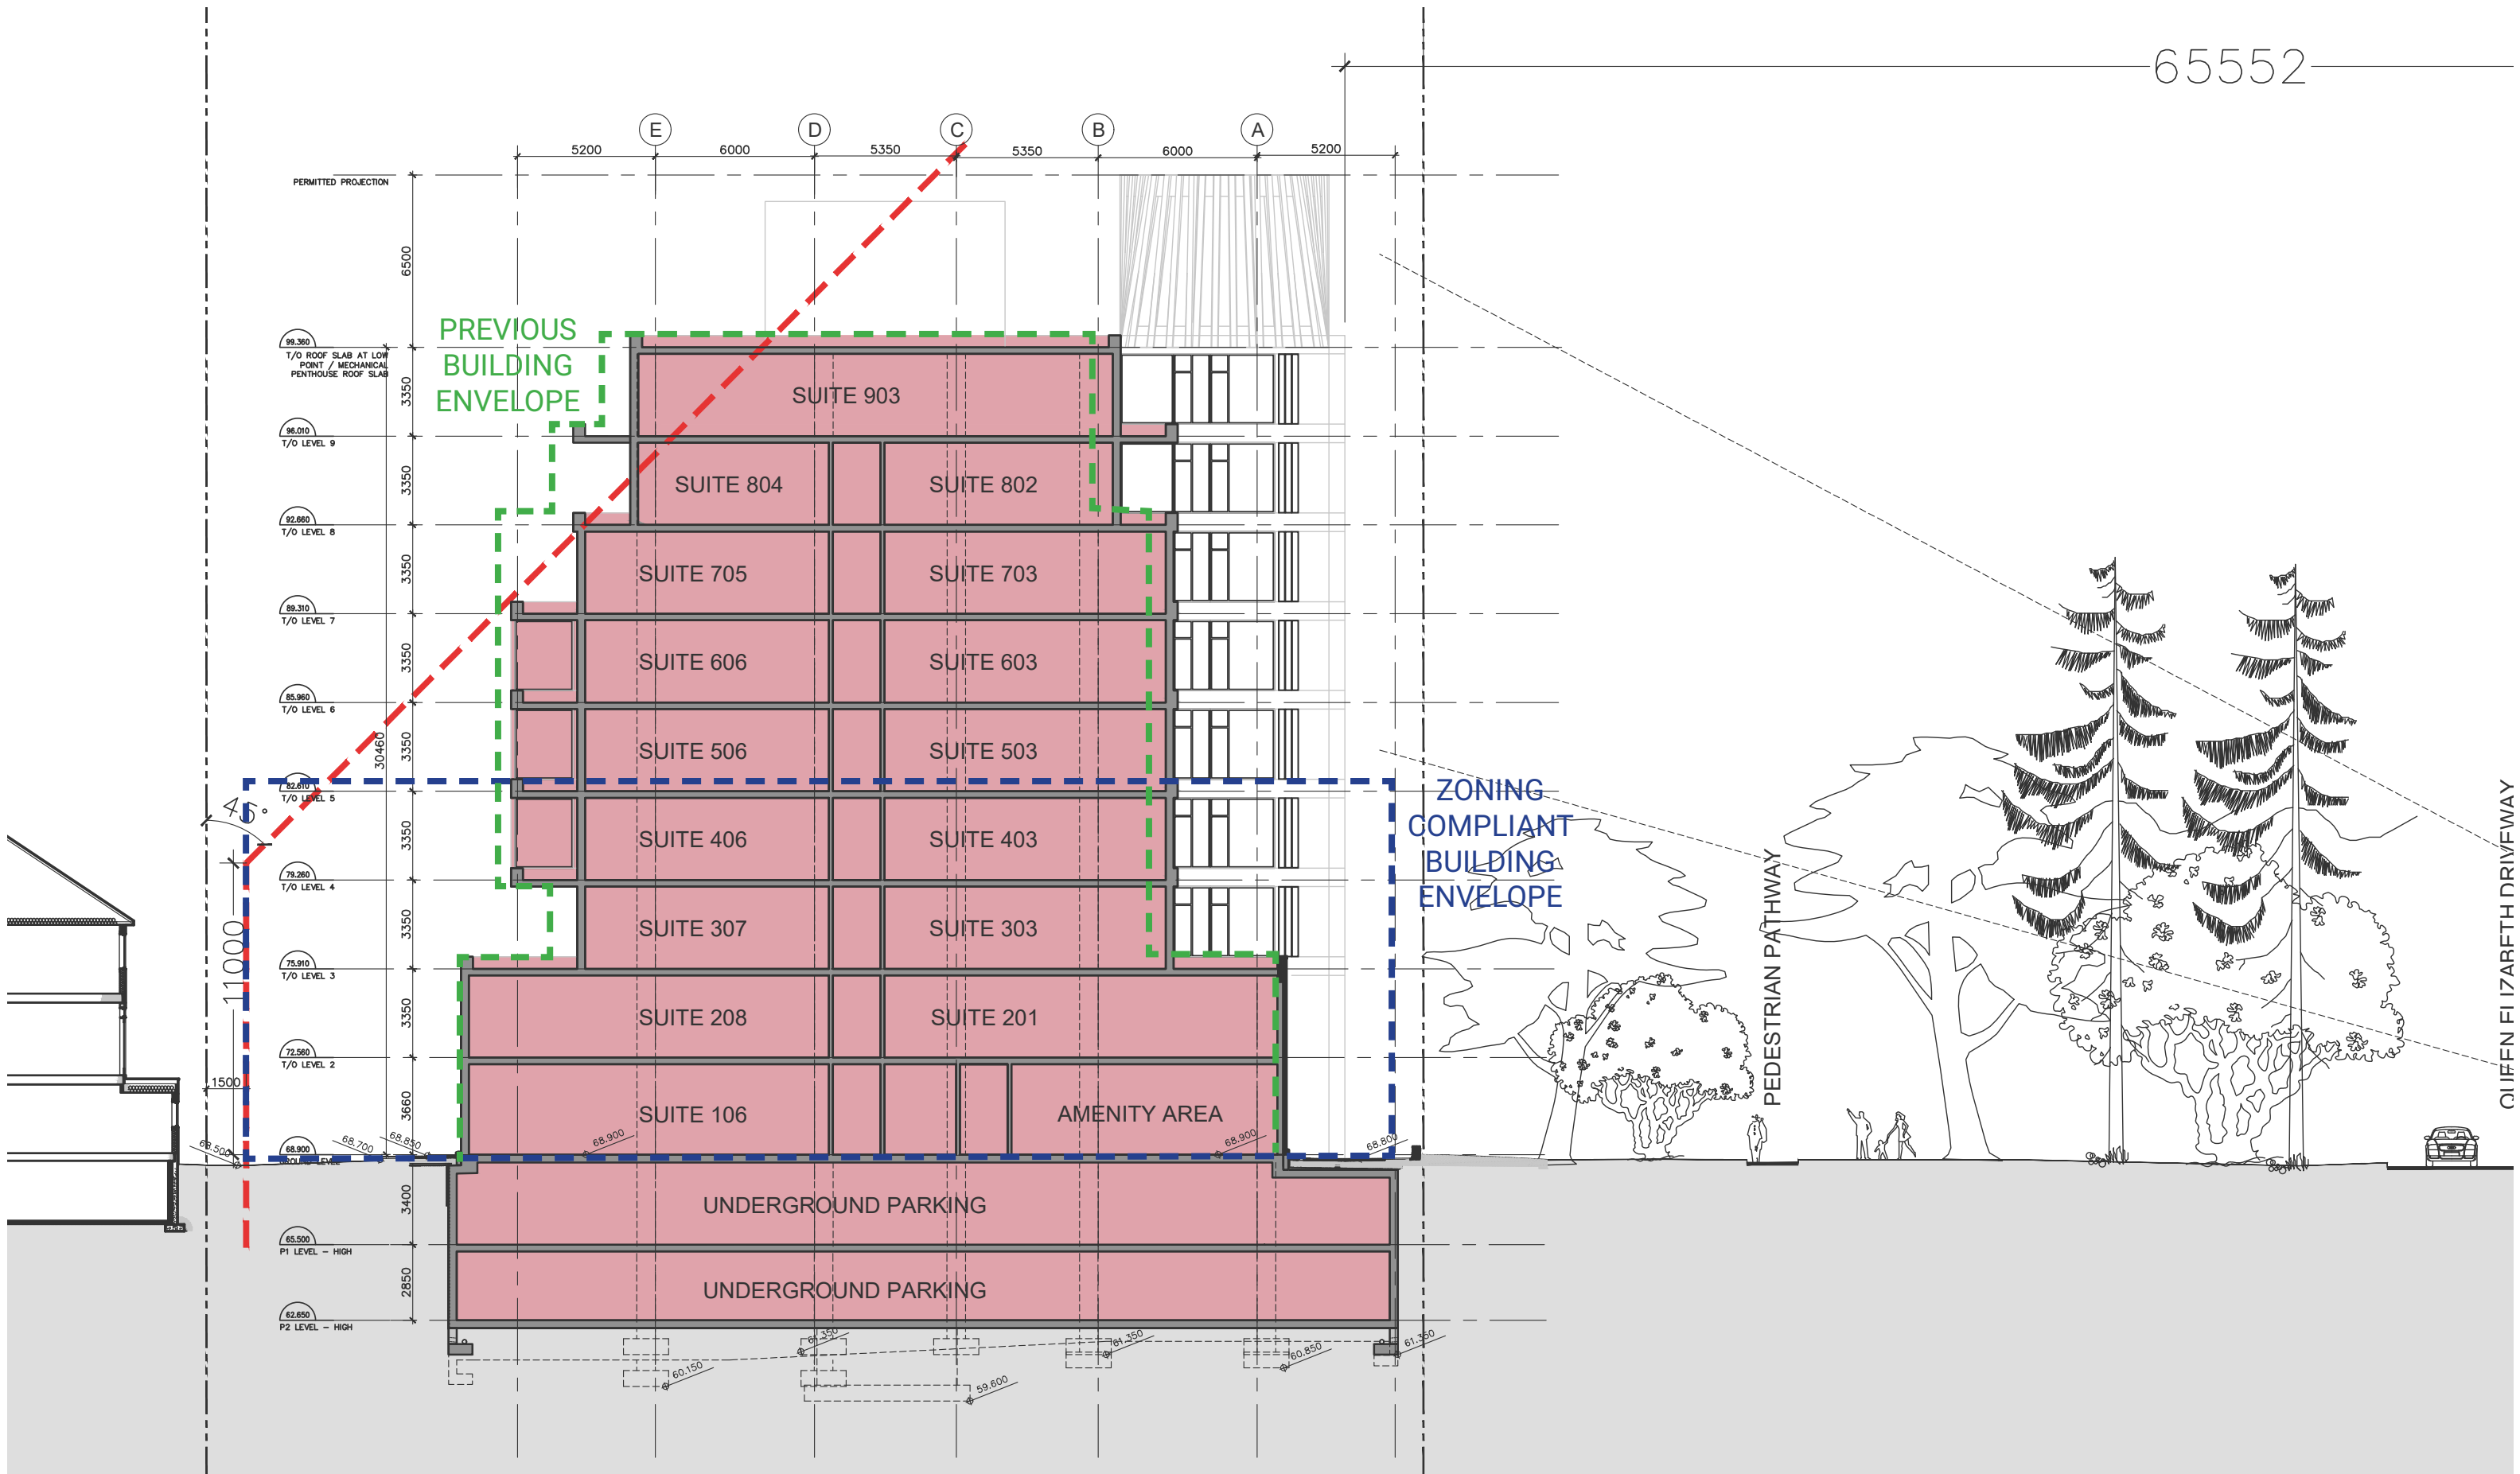 65552
E
D
C
B
A
5200
6000
5350
5350
6000
5200
PERMITTED PROJECTION
6500
PREVIOUS
BUILDING
ENVELOPE
99.360
T/O ROOF SLAB AT LOW
POINT / MECHANICAL
PENTHOUSE ROOF SLAB
3350
SUITE 903
96.010
T/O LEVEL 9
3350
SUITE 804
SUITE 802
92.660
T/O LEVEL 8
3350
SUITE 705
SUITE 703
89.310
T/O LEVEL 7
3350
SUITE 606
SUITE 603
85.960
T/O LEVEL 6
30460
3350
SUITE 506
SUITE 503
82.610
T/O LEVEL 5
45°
ZONING
COMPLIANT
BUILDING
ENVELOPE
3350
SUITE 406
SUITE 403
79.260
T/O LEVEL 4
11000
3350
SUITE 307
SUITE 303
75.910
T/O LEVEL 3
3350
SUITE 208
SUITE 201
72.560
T/O LEVEL 2
1500
3660
SUITE 106
AMENITY AREA
PEDESTRIAN PATHWAY
QUEEN ELIZABETH DRIVEWAY
68.500
68.700
68.850
68.900
68.900
68.800
68.900
GROUND LEVEL
3400
UNDERGROUND PARKING
65.500
P1 LEVEL - HIGH
2850
UNDERGROUND PARKING
62.650
P2 LEVEL - HIGH
61.350
61.350
61.350
60.150
60.850
59.600